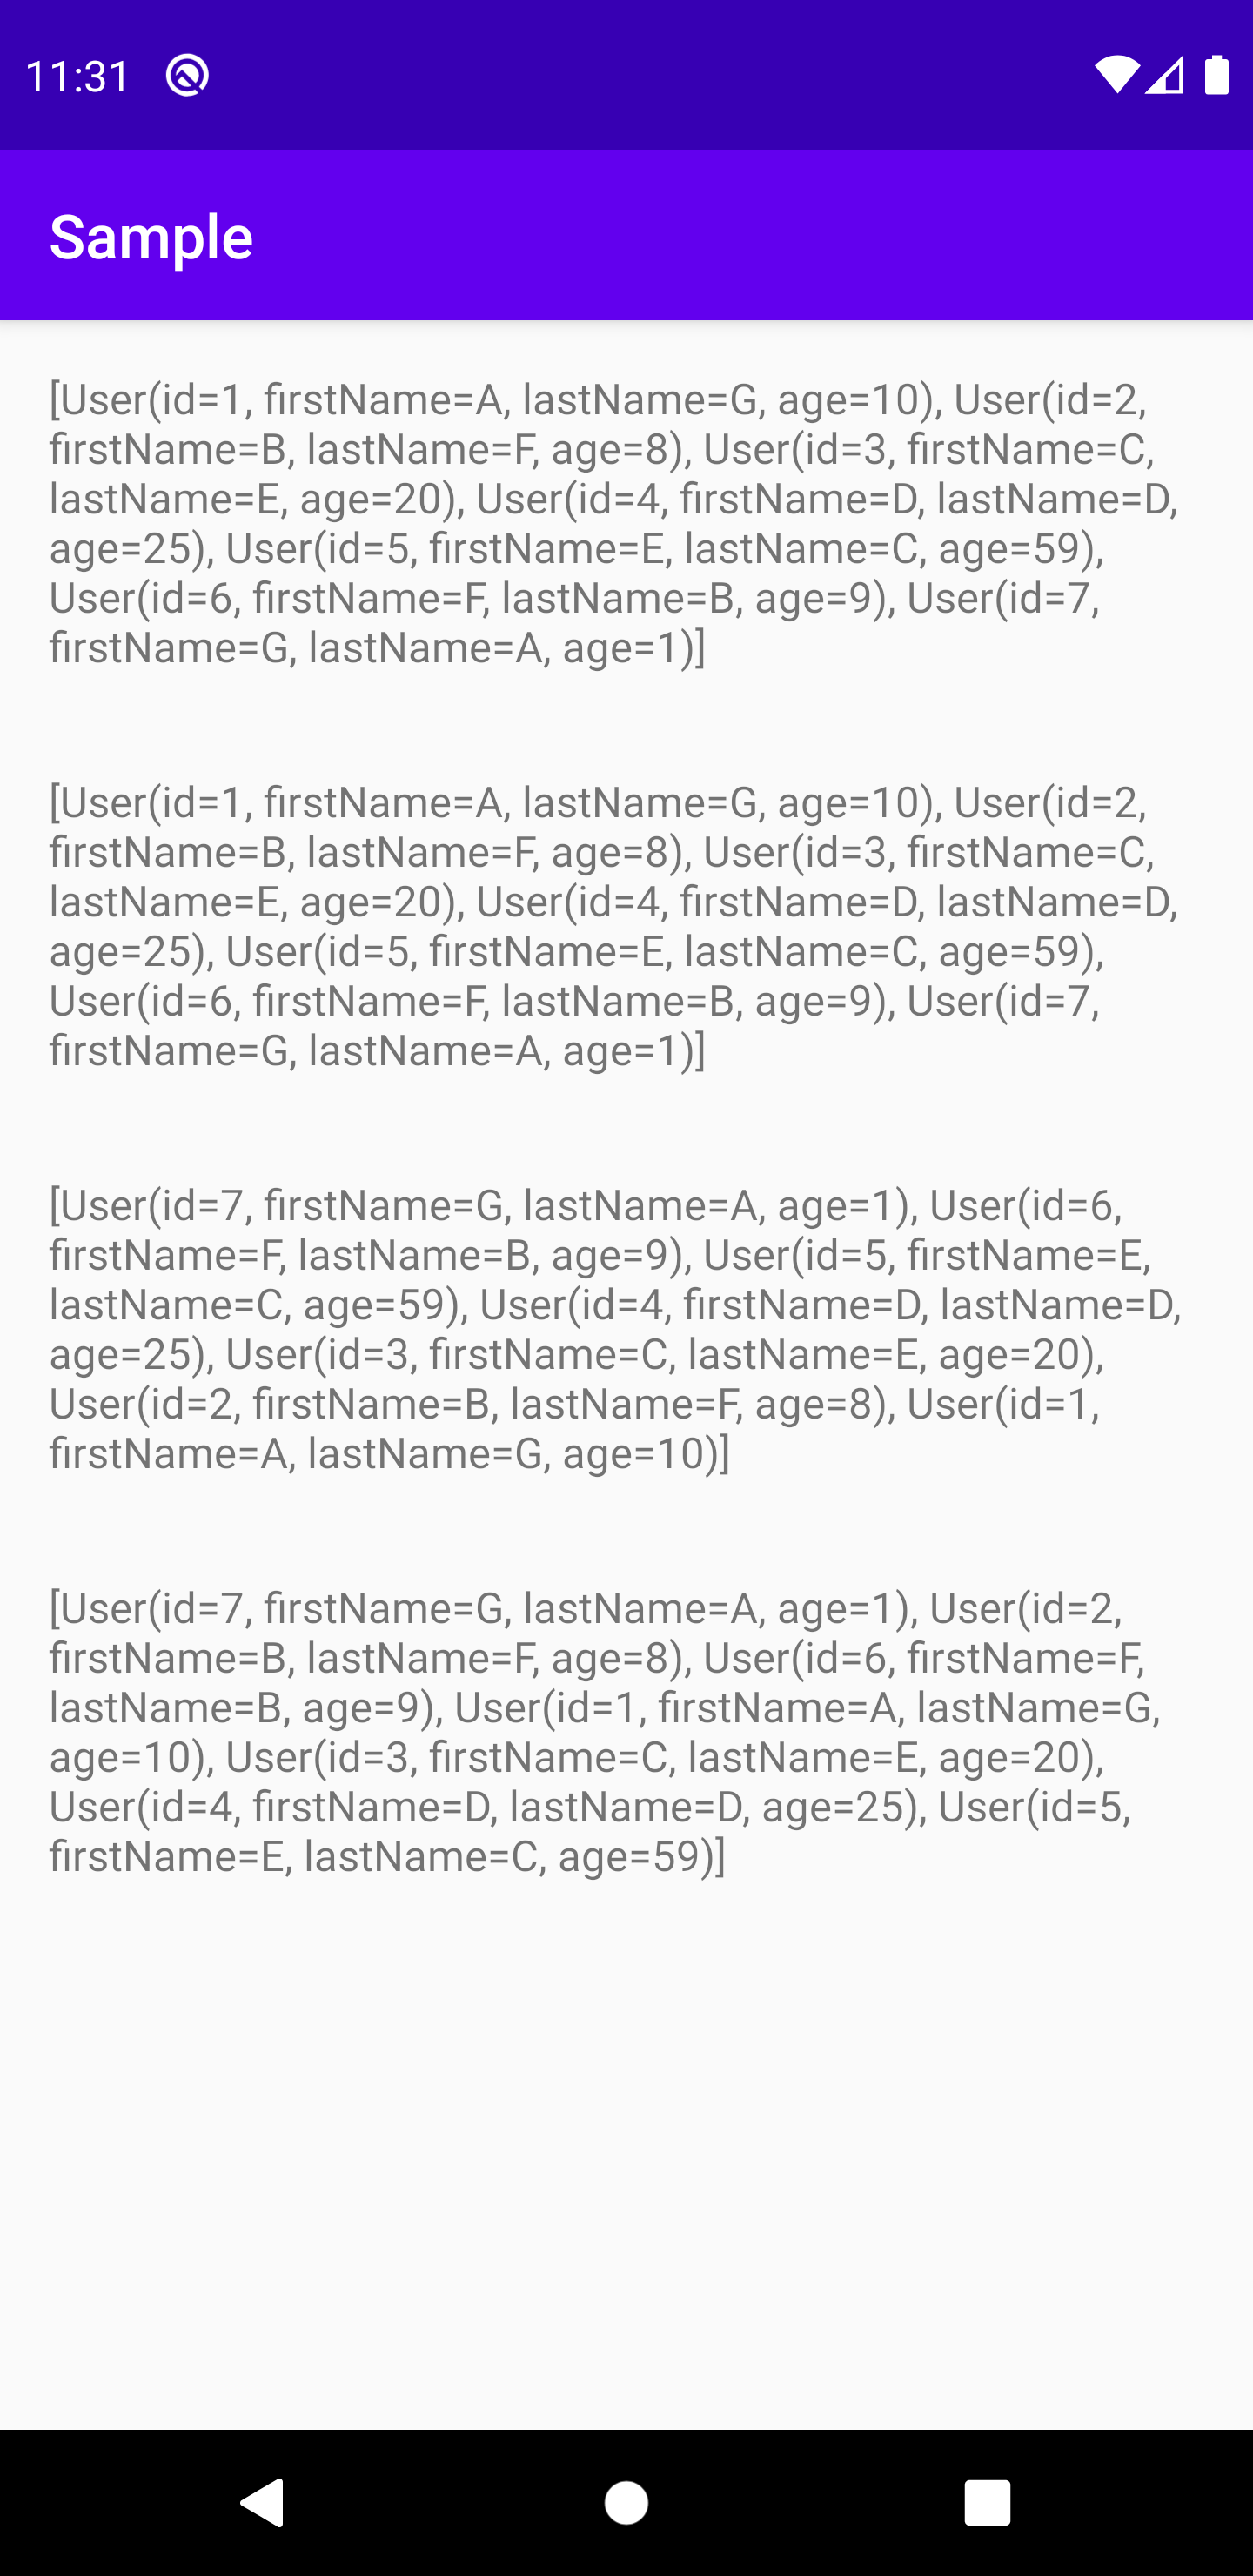 11:31
Sample
[User(id=1, firstName=A, lastName=G, age=10), User(id=2,
firstName=B, lastName=F, age=8), User(id=3, firstName=C,
lastName=E, age=20), User(id=4, firstName=D, lastName=D,
age=25), User(id=5, firstName=E, lastName=C, age=59),
User(id=6, firstName=F, lastName=B, age=9), User(id=7,
firstName=G, lastName=A, age=1)]
[User(id=1, firstName=A, lastName=G, age=10), User(id=2,
firstName=B, lastName=F, age=8), User(id=3, firstName=C,
lastName=E, age=20), User(id=4, firstName=D, lastName=D,
age=25), User(id=5, firstName=E, lastName=C, age=59),
User(id=6, firstName=F, lastName=B, age=9), User(id=7,
firstName=G, lastName=A, age=1)]
[User(id=7, firstName=G, lastName=A, age=1), User(id=6,
firstName=F, lastName=B, age=9), User(id=5, firstName=E,
lastName=C, age=59), User(id=4, firstName=D, lastName=D,
age=25), User(id=3, firstName=C, lastName=E, age=20),
User(id=2, firstName=B, lastName=F, age=8), User(id=1,
firstName=A, lastName=G, age=10)]
[User(id=7, firstName=G, lastName=A, age=1), User(id=2,
firstName=B, lastName=F, age=8), User(id=6, firstName=F,
lastName=B, age=9), User(id=1, firstName=A, lastName=G,
age=10), User(id=3, firstName=C, lastName=E, age=20),
User(id=4, firstName=D, lastName=D, age=25), User(id=5,
firstName=E, lastName=C, age=59)]